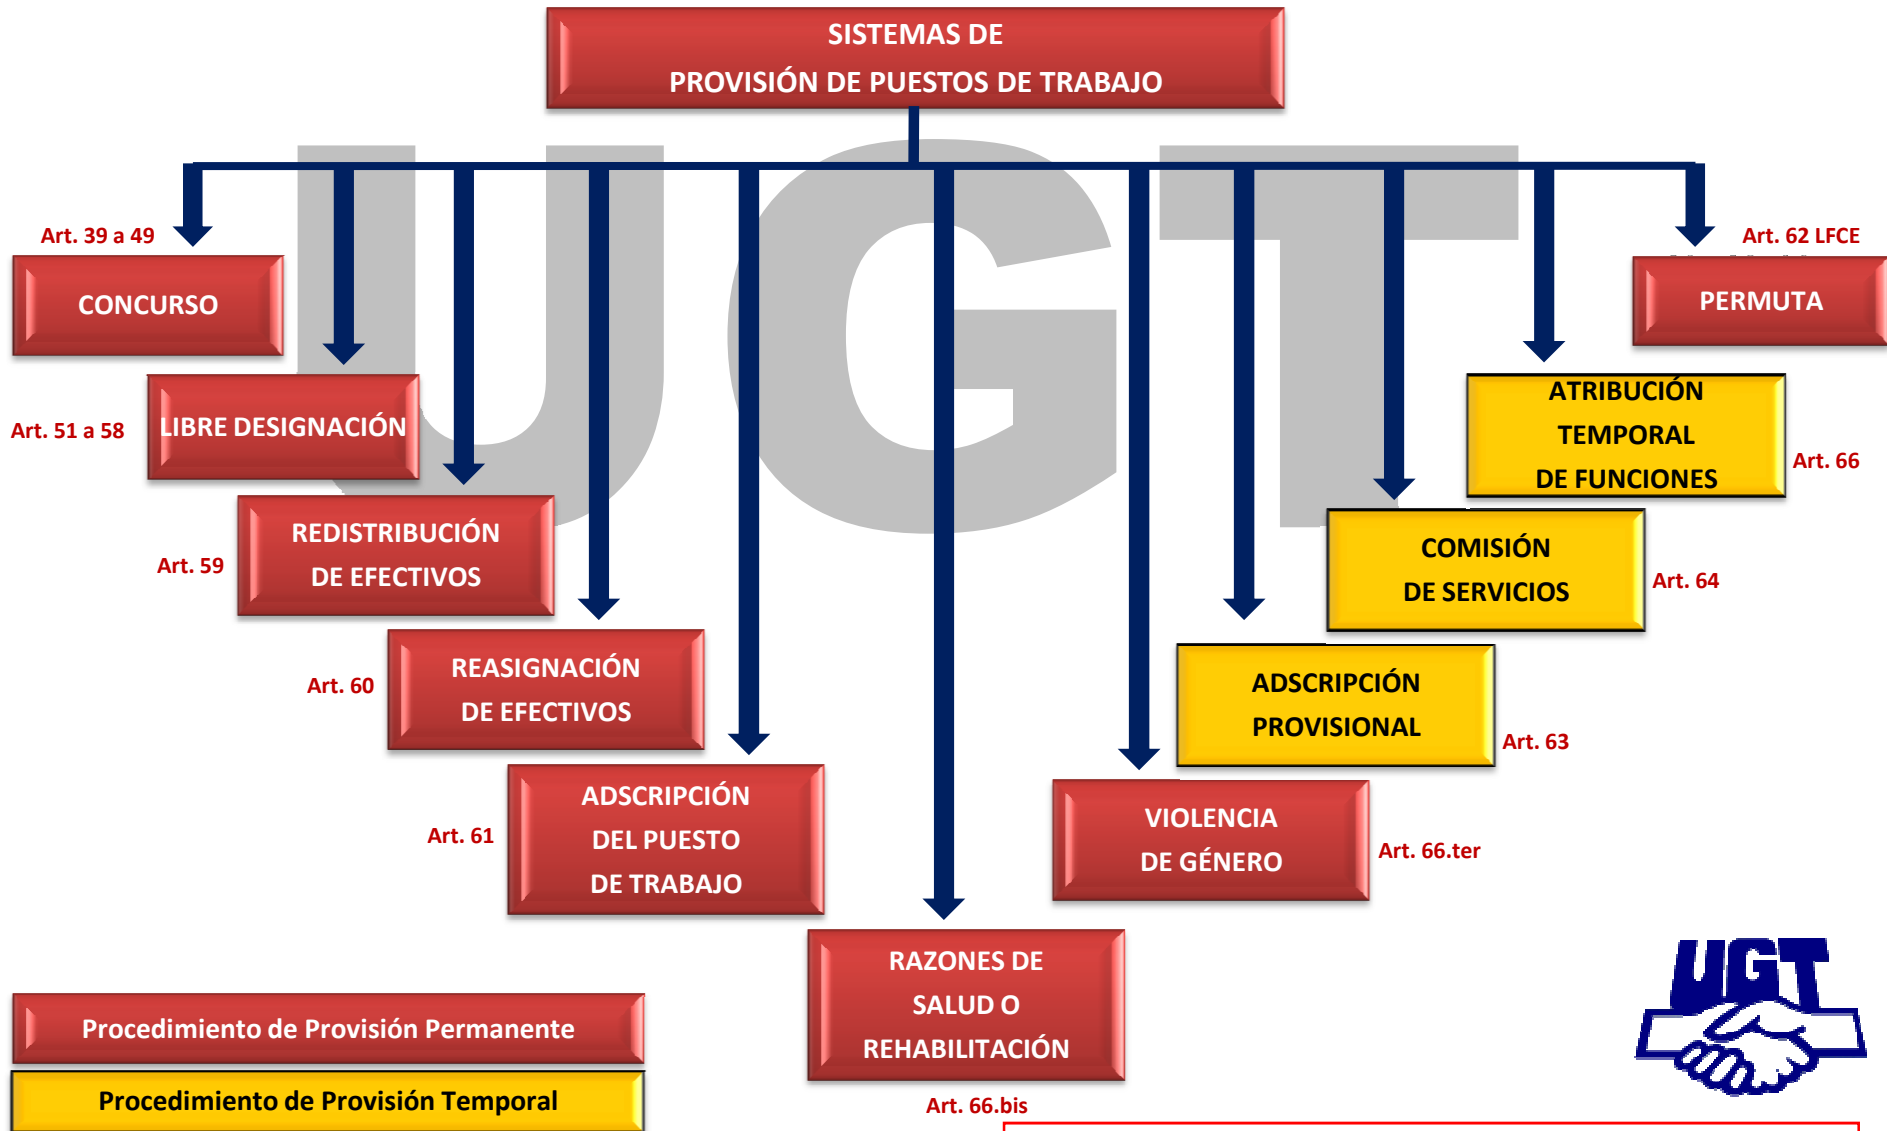 SISTEMAS DE
PROVISIÓN DE PUESTOS DE TRABAJO
UGT
Art. 39 a 49
CONCURSO
Art. 62 LFCE
PERMUTA
Art. 51 a 58
LIBRE DESIGNACIÓN
ATRIBUCIÓN
TEMPORAL
DE FUNCIONES
Art. 66
Art. 59
REDISTRIBUCIÓN
DE EFECTIVOS
COMISIÓN
DE SERVICIOS
Art. 64
Art. 60
REASIGNACIÓN
DE EFECTIVOS
ADSCRIPCIÓN
PROVISIONAL
Art. 63
Art. 61
ADSCRIPCIÓN
DEL PUESTO
DE TRABAJO
VIOLENCIA
DE GÉNERO
Art. 66.ter
RAZONES DE
SALUD O
REHABILITACIÓN
Art. 66.bis
UGT
Procedimiento de Provisión Permanente
Procedimiento de Provisión Temporal